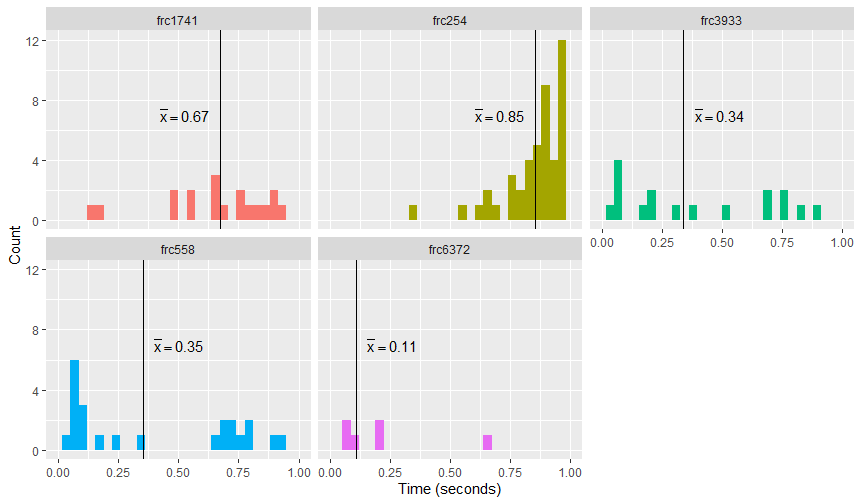 frc1741
frc254
frc3933
12
8
4
0
x̅ = 0.67
x̅ = 0.85
x̅ = 0.34
0.00 0.25 0.50 0.75 1.00
frc558
frc6372
12
8
4
0
x̅ = 0.35
x̅ = 0.11
0.00 0.25 0.50 0.75 1.00
0.00 0.25 0.50 0.75 1.00
Count
Time (seconds)